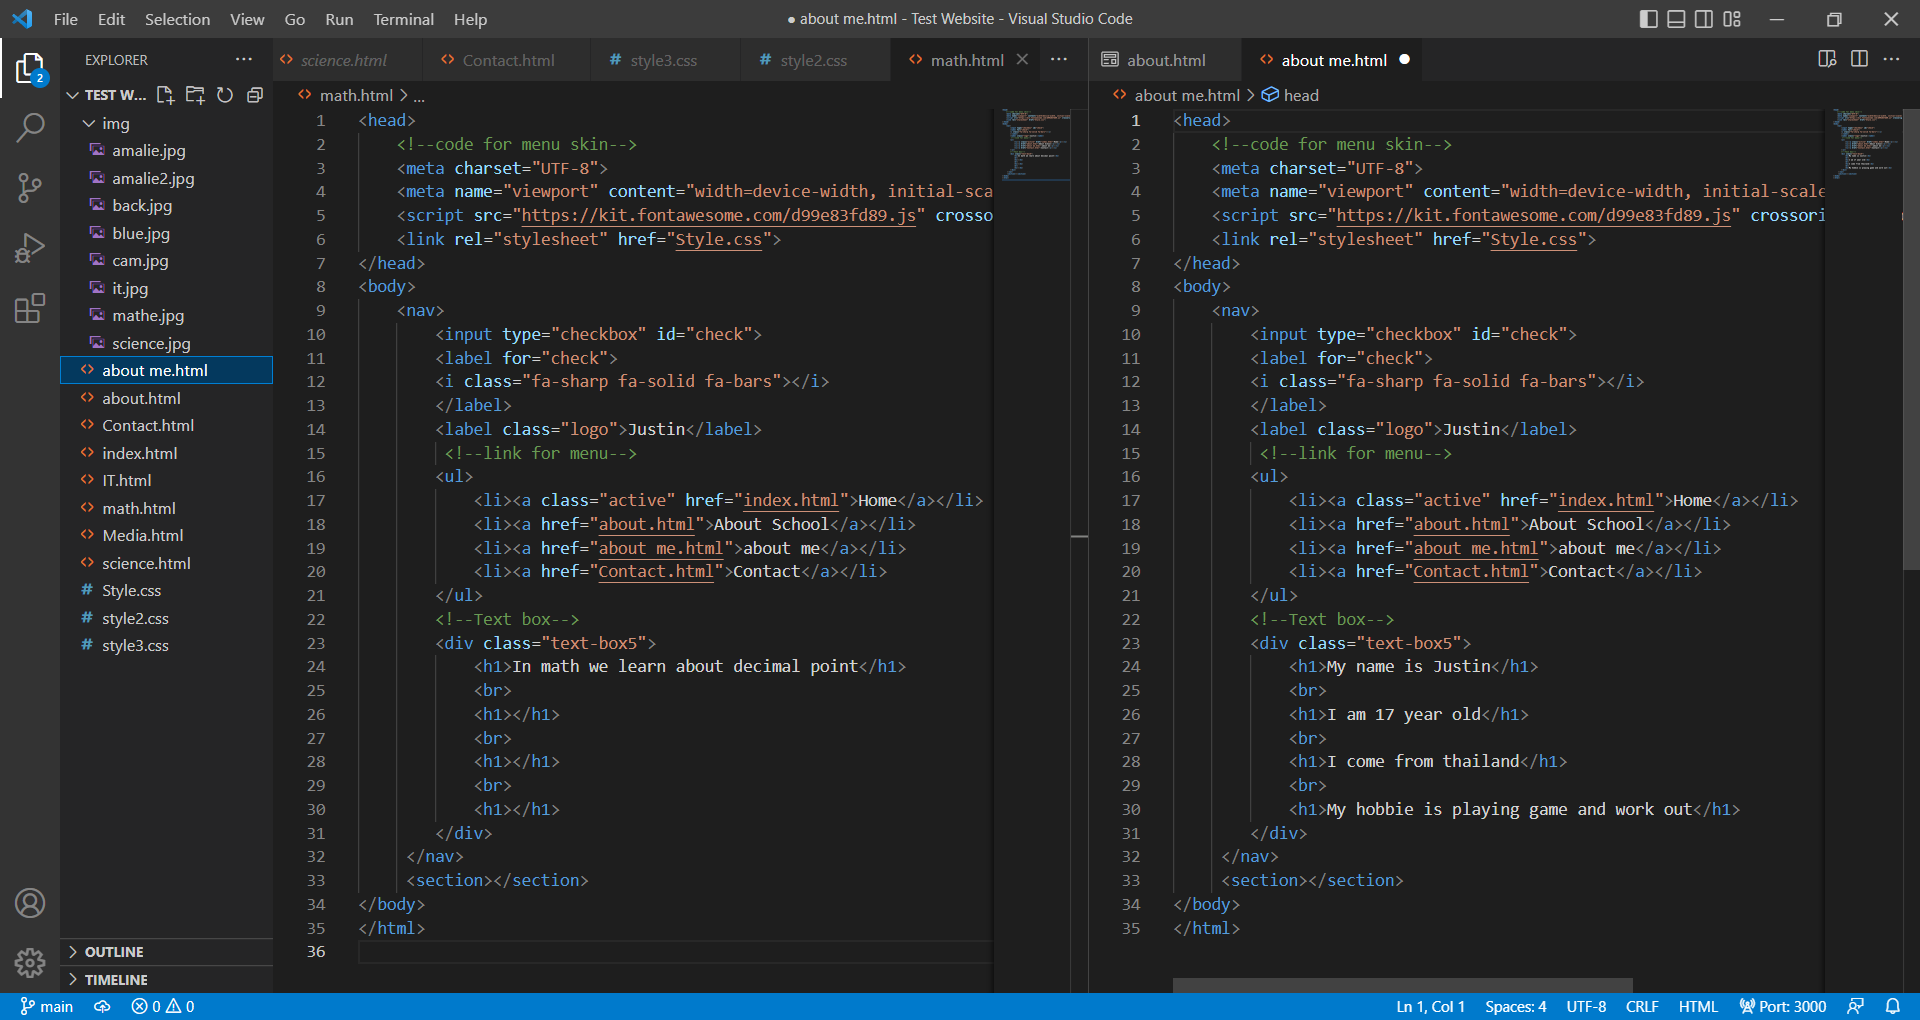 File Edit Selection View Go Run Terminal Help
● about me.html - Test Website - Visual Studio Code
EXPLORER
science.html Contact.html # style3.css # style2.css math.html
about.html about me.html
2
TEST W...
img
amalie.jpg
amalie2.jpg
back.jpg
blue.jpg
cam.jpg
it.jpg
mathe.jpg
science.jpg
about me.html
about.html
Contact.html
index.html
IT.html
math.html
Media.html
science.html
# Style.css
# style2.css
# style3.css
OUTLINE
TIMELINE
math.html > ...
1 <head>
2 <!--code for menu skin-->
3 <meta charset="UTF-8">
4 <meta name="viewport" content="width=device-width, initial-sca
5 <script src="https://kit.fontawesome.com/d99e83fd89.js" crosso
6 <link rel="stylesheet" href="Style.css">
7 </head>
8 <body>
9 <nav>
10 <input type="checkbox" id="check">
11 <label for="check">
12 <i class="fa-sharp fa-solid fa-bars"></i>
13 </label>
14 <label class="logo">Justin</label>
15 <!--link for menu-->
16 <ul>
17 <li><a class="active" href="index.html">Home</a></li>
18 <li><a href="about.html">About School</a></li>
19 <li><a href="about me.html">about me</a></li>
20 <li><a href="Contact.html">Contact</a></li>
21 </ul>
22 <!--Text box-->
23 <div class="text-box5">
24 <h1>In math we learn about decimal point</h1>
25 <br>
26 <h1></h1>
27 <br>
28 <h1></h1>
29 <br>
30 <h1></h1>
31 </div>
32 </nav>
33 <section></section>
34 </body>
35 </html>
36
about me.html > head
1 <head>
2 <!--code for menu skin-->
3 <meta charset="UTF-8">
4 <meta name="viewport" content="width=device-width, initial-scale
5 <script src="https://kit.fontawesome.com/d99e83fd89.js" crossori
6 <link rel="stylesheet" href="Style.css">
7 </head>
8 <body>
9 <nav>
10 <input type="checkbox" id="check">
11 <label for="check">
12 <i class="fa-sharp fa-solid fa-bars"></i>
13 </label>
14 <label class="logo">Justin</label>
15 <!--link for menu-->
16 <ul>
17 <li><a class="active" href="index.html">Home</a></li>
18 <li><a href="about.html">About School</a></li>
19 <li><a href="about me.html">about me</a></li>
20 <li><a href="Contact.html">Contact</a></li>
21 </ul>
22 <!--Text box-->
23 <div class="text-box5">
24 <h1>My name is Justin</h1>
25 <br>
26 <h1>I am 17 year old</h1>
27 <br>
28 <h1>I come from thailand</h1>
29 <br>
30 <h1>My hobbie is playing game and work out</h1>
31 </div>
32 </nav>
33 <section></section>
34 </body>
35 </html>
main 0 0
Ln 1, Col 1 Spaces: 4 UTF-8 CRLF HTML Port: 3000